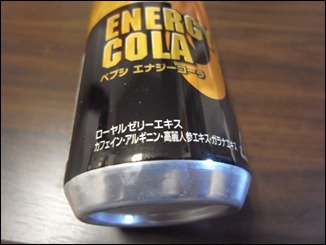 ENERGY
COLA
ペプシ エナジーコーラ
ローヤルゼリーエキス
カフェイン・アルギニン・高麗人参エキス・ガラナエキス